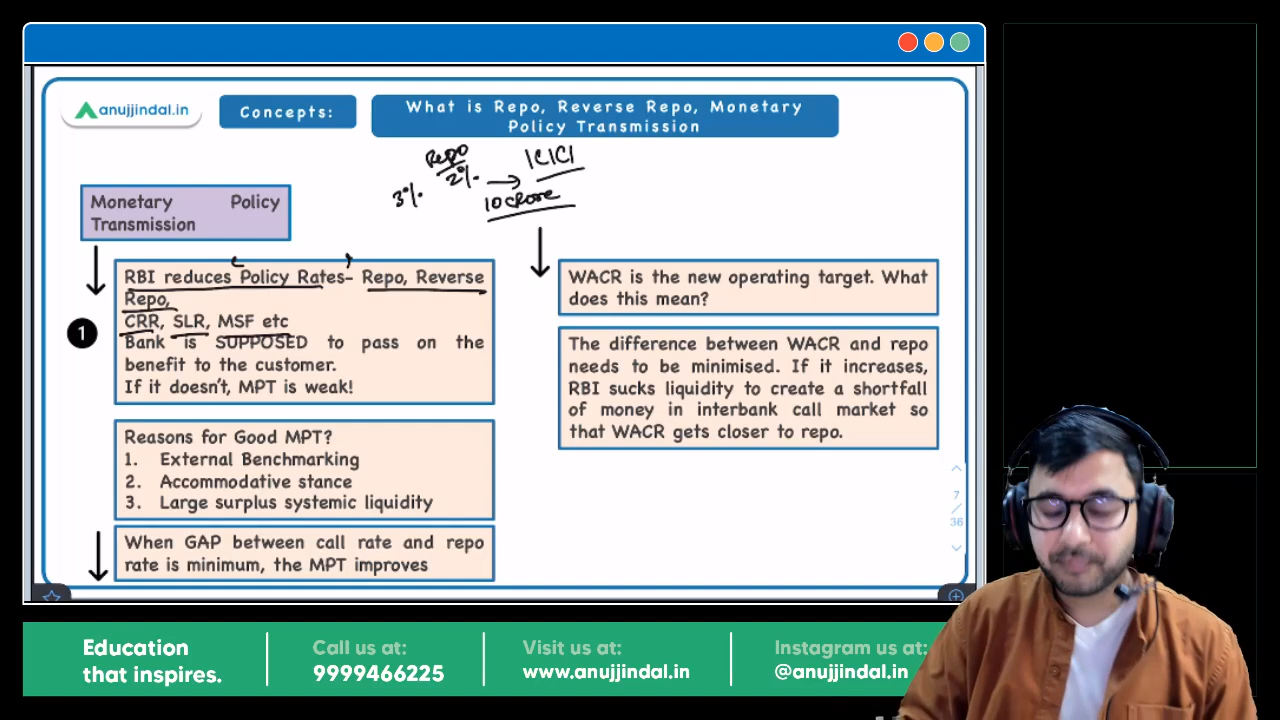 anujjindal.in
Concepts:
What is Repo, Reverse Repo, Monetary
Policy Transmission
Repo
2%
3%
ICICI
10 crore
Monetary Policy
Transmission
RBI reduces Policy Rates- Repo, Reverse
Repo,
CRR, SLR, MSF etc
Bank is SUPPOSED to pass on the
benefit to the customer.
If it doesn't, MPT is weak!
1
Reasons for Good MPT?
1. External Benchmarking
2. Accommodative stance
3. Large surplus systemic liquidity
When GAP between call rate and repo
rate is minimum, the MPT improves
WACR is the new operating target. What
does this mean?
The difference between WACR and repo
needs to be minimised. If it increases,
RBI sucks liquidity to create a shortfall
of money in interbank call market so
that WACR gets closer to repo.
7
/
36
Education
that inspires.
Call us at:
9999466225
Visit us at:
www.anujjindal.in
Instagram us at:
@anujjindal.in